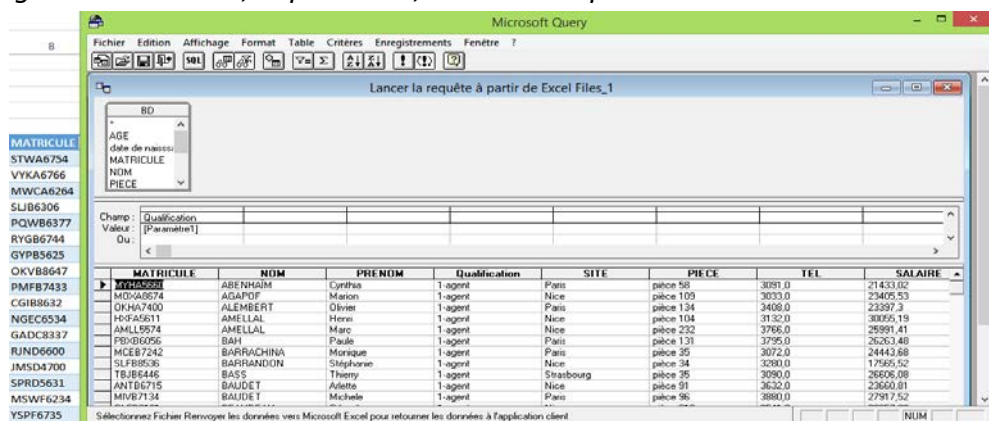 Microsoft Query
B
Fichier Edition Affichage Format Table Critères Enregistrements Fenêtre ?
SQL
Lancer la requête à partir de Excel Files_1
BD
*
AGE
date de naisss
MATRICULE
NOM
PIECE
MATRICULE
STWA6754
VYKA6766
MWCA6264
SLJB6306
PQWB6377
RYGB6744
GYPB5625
OKVB8647
PMFB7433
CGIB8632
NGEC6534
GADC8337
RJND6600
JMSD4700
SPRD5631
MSWF6234
YSPF6735
Champ : Qualification
Valeur : [Paramètre1]
Ou :
MATRICULE NOM PRENOM Qualification SITE PIECE TEL SALAIRE
MYHA5660 ABENHAÏM Cynthia 1-agent Paris pièce 58 3091,0 21433,02
MOXA8674 AGAPOF Marion 1-agent Nice pièce 109 3033,0 23405,53
OKHA7400 ALEMBERT Olivier 1-agent Nice pièce 134 3408,0 23397,3
HXFA5611 AMELLAL Henri 1-agent Nice pièce 104 3132,0 30055,19
AMLL5574 AMELLAL Marc 1-agent Nice pièce 232 3766,0 25991,41
PBXB6056 BAH Paule 1-agent Paris pièce 131 3795,0 26263,48
MCEB7242 BARRACHINA Monique 1-agent Paris pièce 35 3072,0 24443,68
SLFB8536 BARRANDON Stéphanie 1-agent Nice pièce 34 3280,0 17565,52
TBJB6446 BASS Thierry 1-agent Strasbourg pièce 35 3090,0 26606,08
ANTB6715 BAUDET Arlette 1-agent Nice pièce 91 3632,0 23660,81
MIVB7134 BAUDET Michele 1-agent Paris pièce 96 3880,0 27917,52
Sélectionnez Fichier Renvoyer les données vers Microsoft Excel pour retourner les données à l'application client
NUM